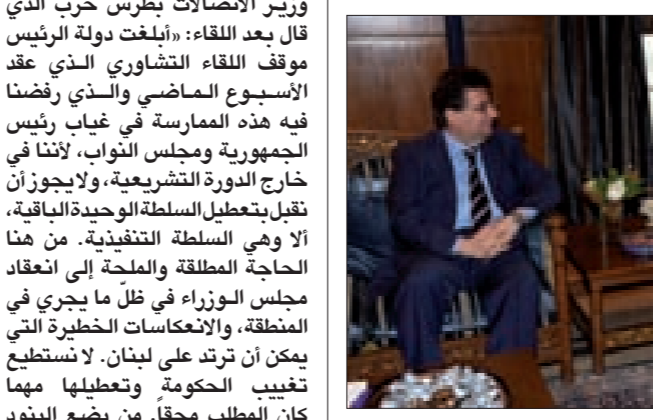 وزير الاتصالات بطرس حرب الذي
قال بعد اللقاء: «أبلغت دولة الرئيس
موقف اللقاء التشاوري الذي عقد
الأسبوع الماضي والذي رفضنا
فيه هذه الممارسة في غياب رئيس
الجمهورية ومجلس النواب، لأننا في
خارج الدورة التشريعية، ولا يجوز أن
نقبل بتعطيل السلطة الوحيدة الباقية،
ألا وهي السلطة التنفيذية. من هنا
الحاجة المطلقة والملحة إلى انعقاد
مجلس الوزراء في ظلّ ما يجري في
المنطقة، والانعكاسات الخطيرة التي
يمكن أن ترتد على لبنان. لا نستطيع
تغييب الحكومة وتعطيلها مهما
كان المطلب محقاً. من يضع البنود